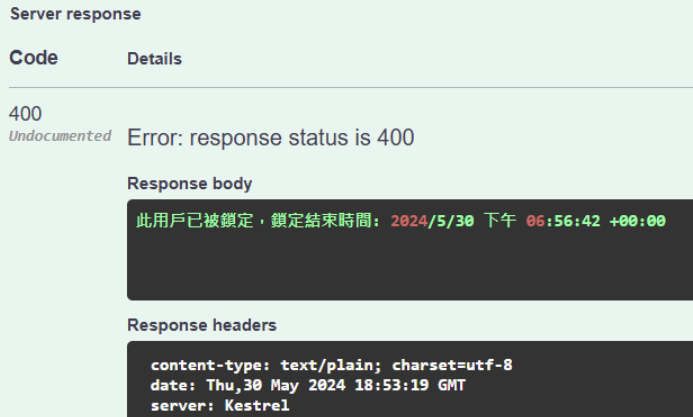 Server response
Code Details
400
Undocumented
Error: response status is 400
Response body
此用戶已被鎖定，鎖定結束時間: 2024/5/30 下午 06:56:42 +00:00
Response headers
content-type: text/plain; charset=utf-8
date: Thu,30 May 2024 18:53:19 GMT
server: Kestrel